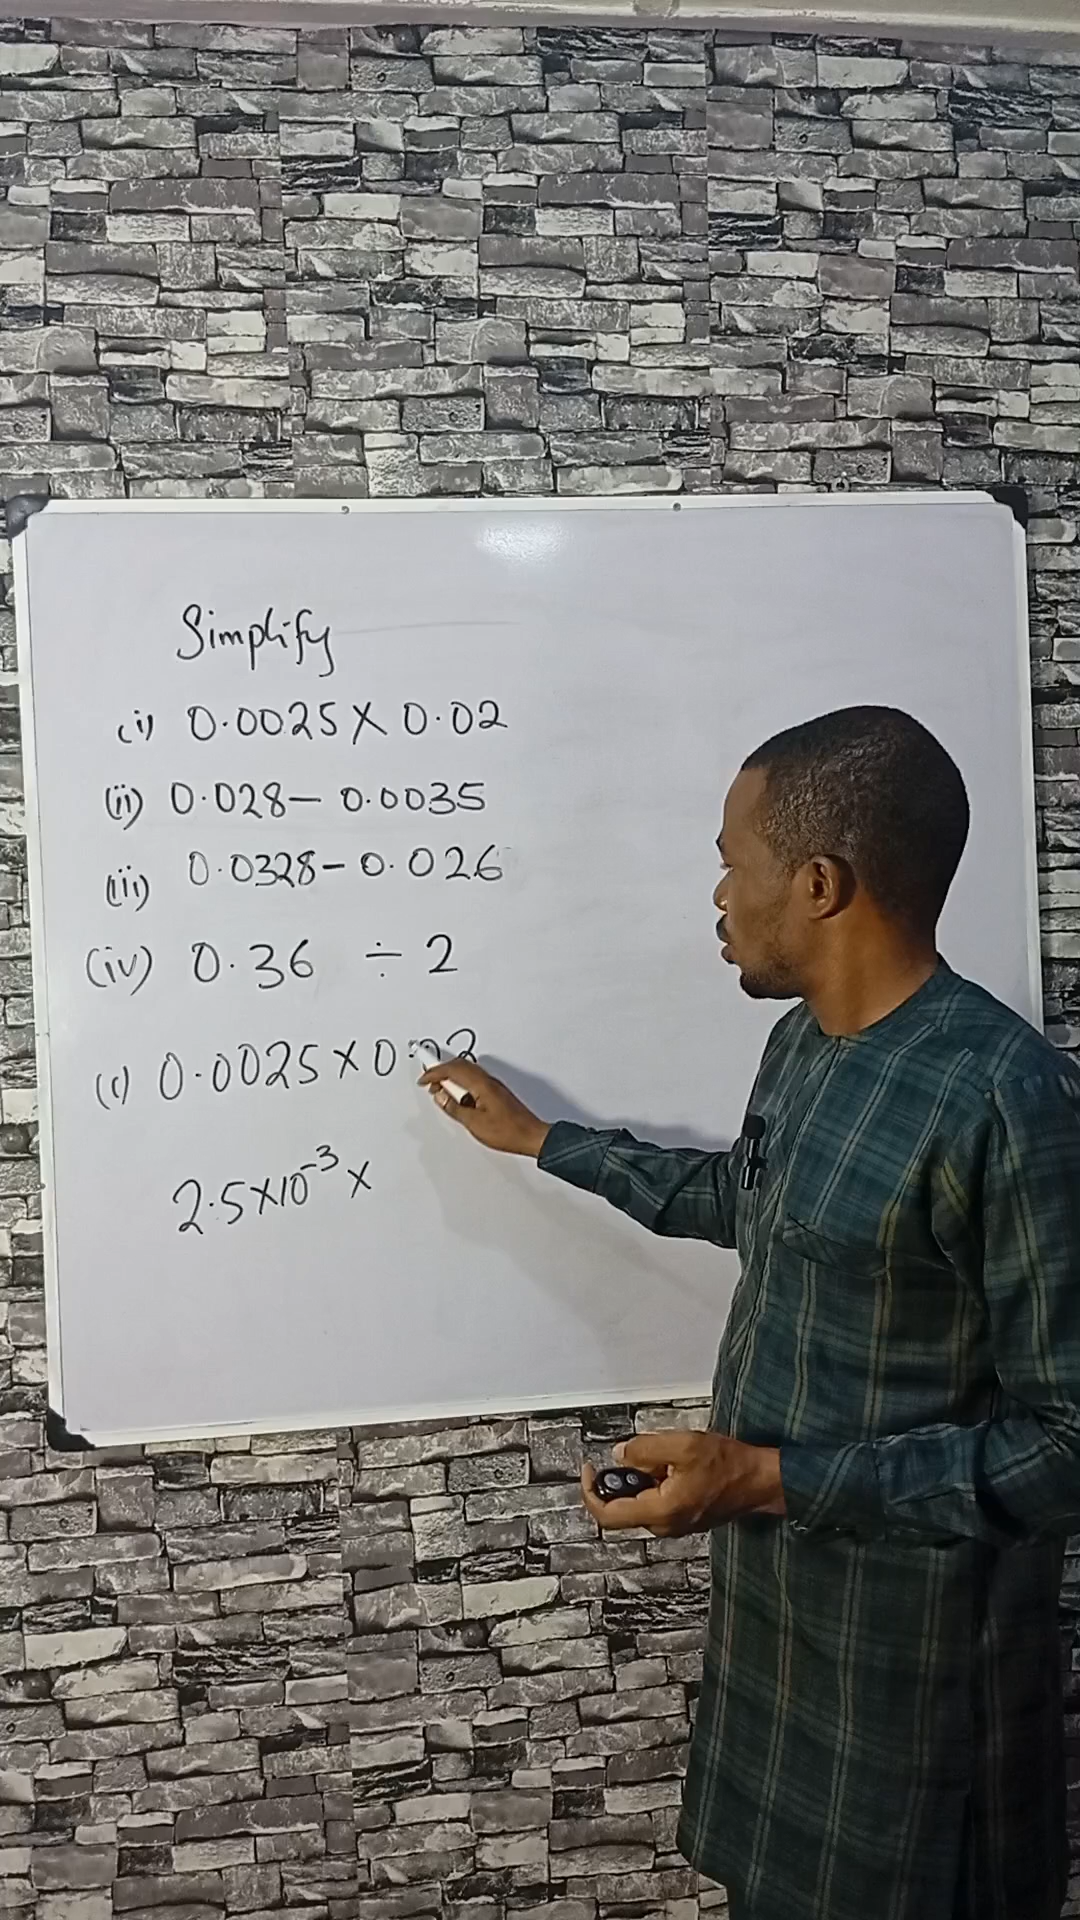 Simplify
(i) 0.0025 X 0.02
(ii) 0.028 - 0.0035
(iii) 0.0328 - 0.026
(iv) 0.36 ÷ 2
(i) 0.0025 X 0.02
2.5 X 10⁻³ X